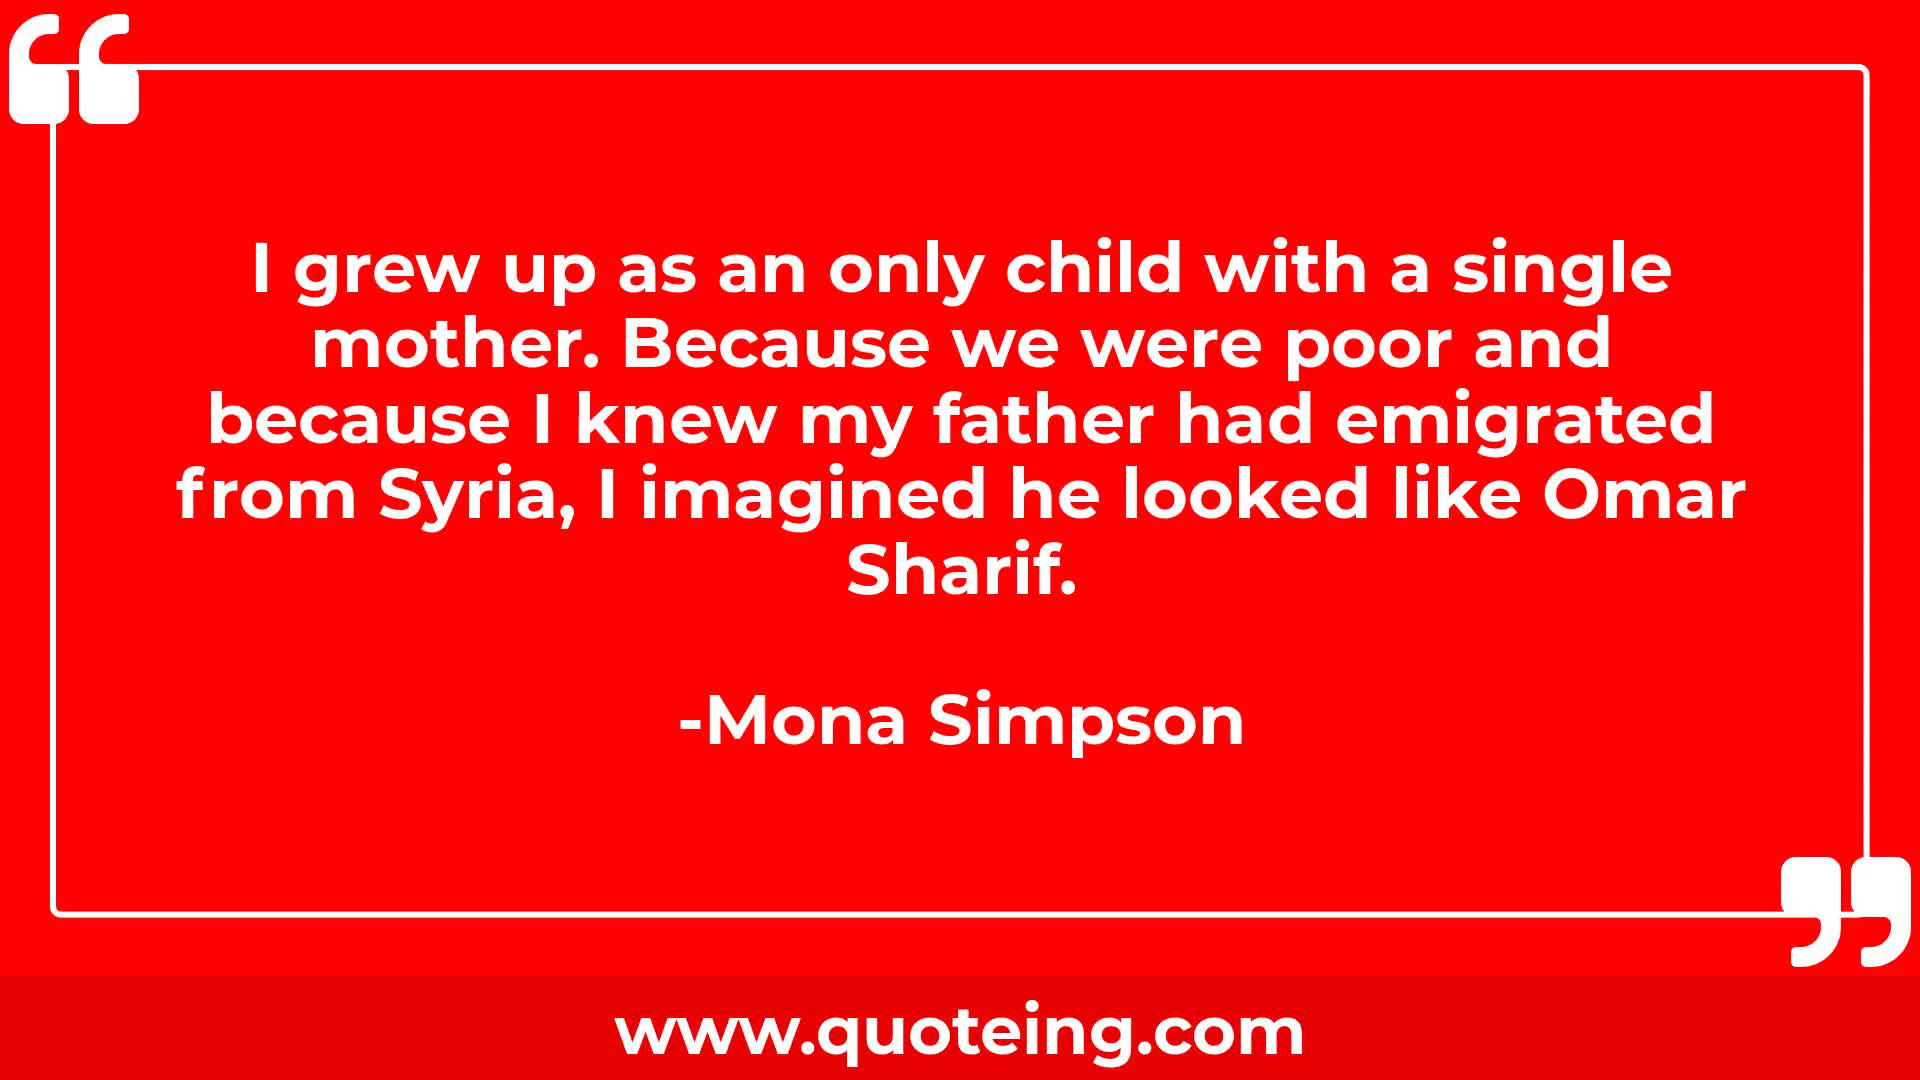 I grew up as an only child with a single
mother. Because we were poor and
because I knew my father had emigrated
from Syria, I imagined he looked like Omar
Sharif.
-Mona Simpson
www.quoteing.com